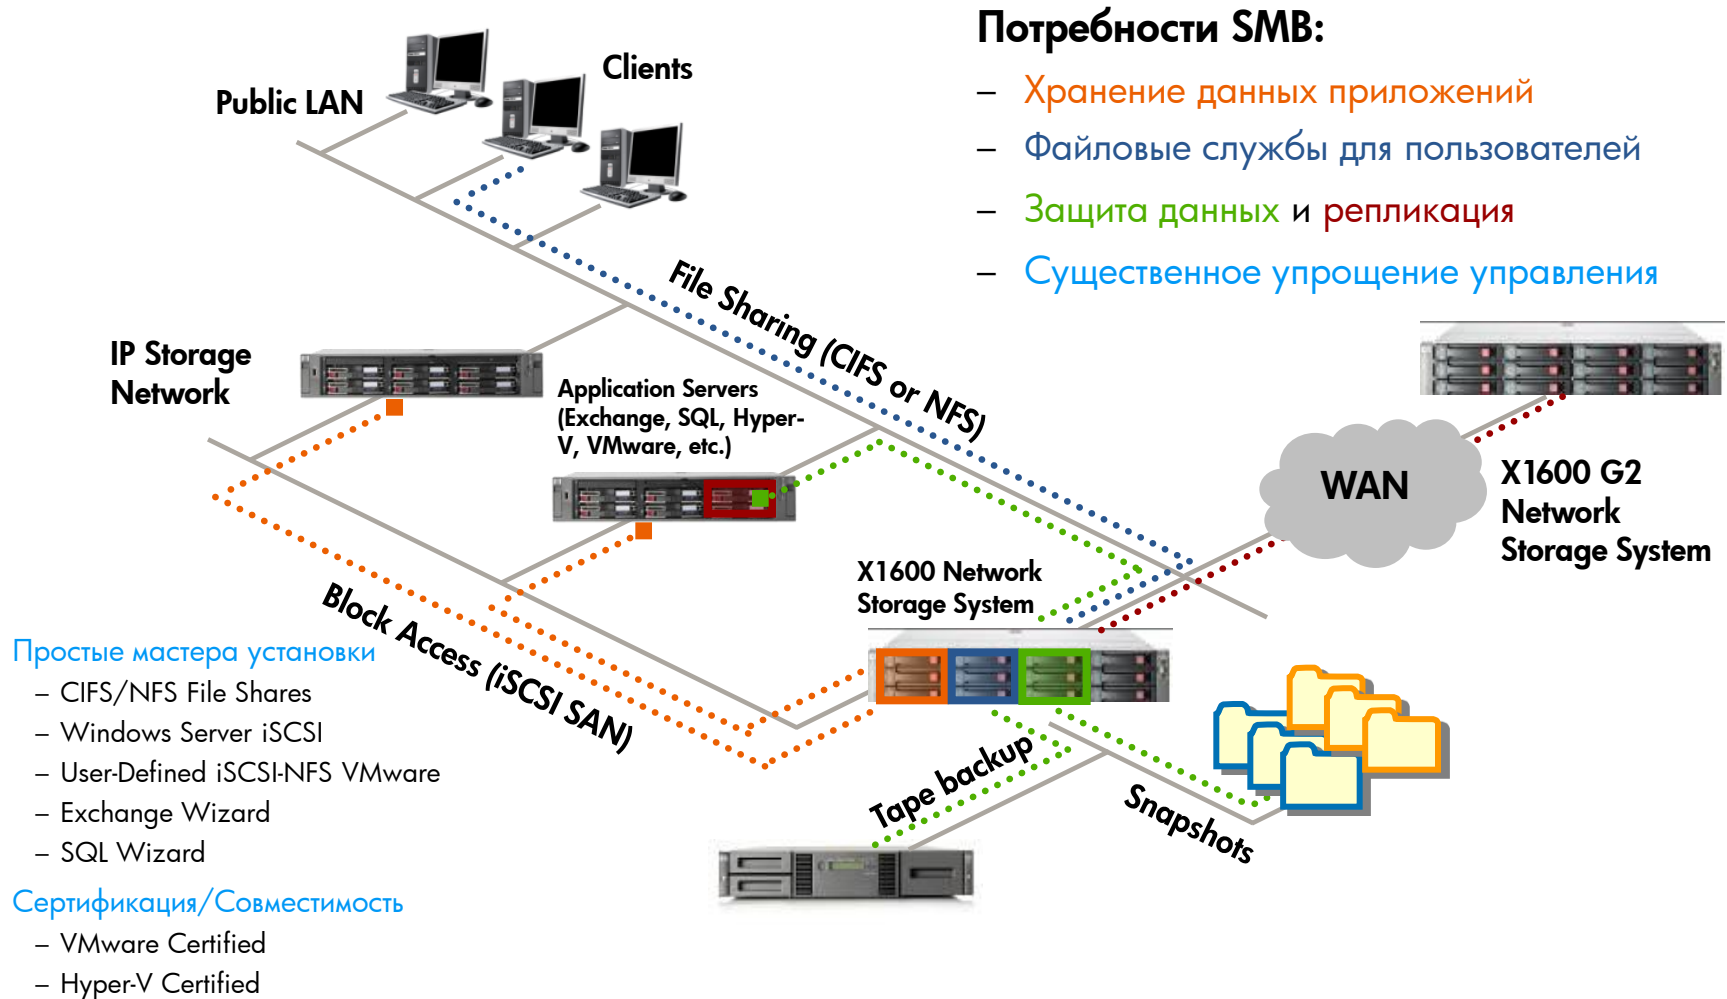 Потребности SMB:
– Хранение данных приложений
– Файловые службы для пользователей
– Защита данных и репликация
– Существенное упрощение управления
Clients
Public LAN
File Sharing (CIFS or NFS)
IP Storage
Network
Application Servers
(Exchange, SQL, Hyper-
V, VMware, etc.)
WAN
X1600 G2
Network
Storage System
X1600 Network
Storage System
Block Access (iSCSI SAN)
Tape backup
Snapshots
Простые мастера установки
– CIFS/NFS File Shares
– Windows Server iSCSI
– User-Defined iSCSI-NFS VMware
– Exchange Wizard
– SQL Wizard
Сертификация/Совместимость
– VMware Certified
– Hyper-V Certified